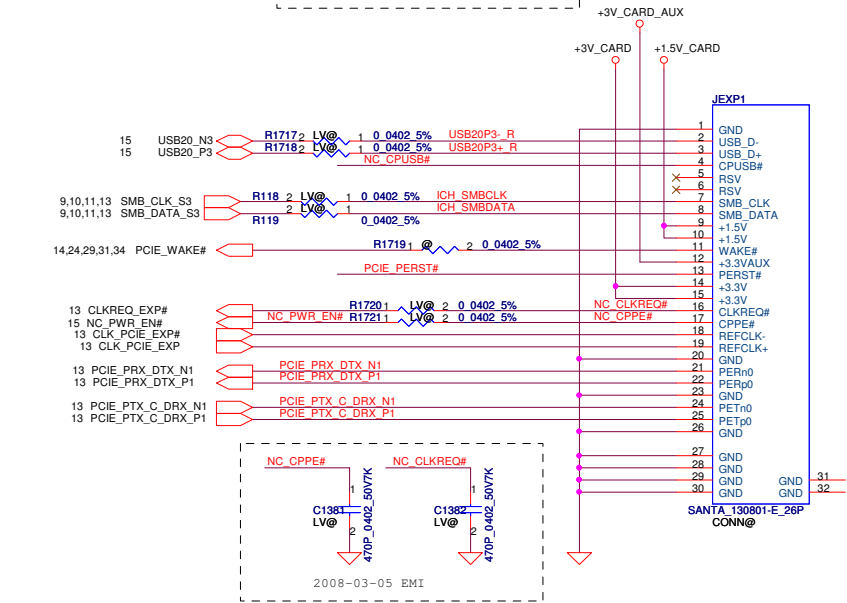 +3V_CARD_AUX
+3V_CARD +1.5V_CARD
JEXP1
1 GND
15 USB20_N3 R1717 2 LV@ 1 0_0402_5% USB20P3-_R 2 USB_D-
15 USB20_P3 R1718 2 LV@ 1 0_0402_5% USB20P3+_R 3 USB_D+
NC_CPUSB# 4 CPUSB#
5 RSV
6 RSV
9,10,11,13 SMB_CLK_S3 R118 2 LV@ 1 0_0402_5% ICH_SMBCLK 7 SMB_CLK
9,10,11,13 SMB_DATA_S3 R119 2 LV@ 1 0_0402_5% ICH_SMBDATA 8 SMB_DATA
9 +1.5V
10 +1.5V
14,24,29,31,34 PCIE_WAKE# R1719 1 @ 2 0_0402_5% 11 WAKE#
12 +3.3VAUX
PCIE_PERST# 13 PERST#
14 +3.3V
15 +3.3V
13 CLKREQ_EXP# R1720 1 LV@ 2 0_0402_5% NC_CLKREQ# 16 CLKREQ#
15 NC_PWR_EN# NC_PWR_EN# R1721 1 LV@ 2 0_0402_5% NC_CPPE# 17 CPPE#
13 CLK_PCIE_EXP# 18 REFCLK-
13 CLK_PCIE_EXP 19 REFCLK+
20 GND
13 PCIE_PRX_DTX_N1 PCIE_PRX_DTX_N1 21 PERn0
13 PCIE_PRX_DTX_P1 PCIE_PRX_DTX_P1 22 PERp0
23 GND
13 PCIE_PTX_C_DRX_N1 PCIE_PTX_C_DRX_N1 24 PETn0
13 PCIE_PTX_C_DRX_P1 PCIE_PTX_C_DRX_P1 25 PETp0
26 GND
27 GND
28 GND
29 GND GND 31
30 GND GND 32
SANTA_130801-E_26P
CONN@
NC_CPPE# NC_CLKREQ#
1 1
C1381 C1382
LV@ LV@
2 2
470P_0402_50V7K 470P_0402_50V7K
2008-03-05 EMI